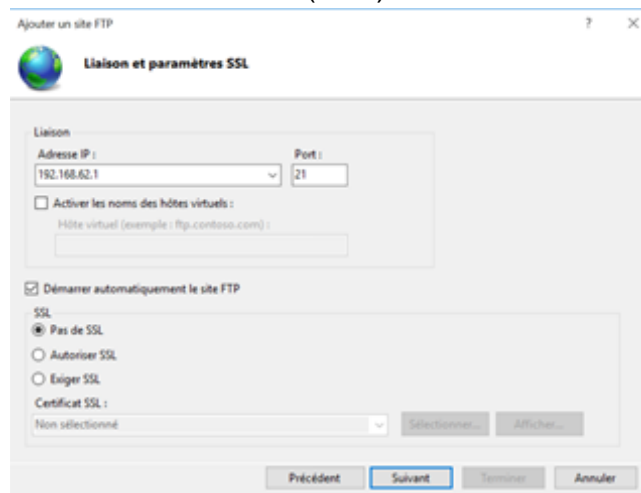 Ajouter un site FTP
Liaison et paramètres SSL
Liaison
Adresse IP :
Port :
192.168.62.1
21
Activer les noms des hôtes virtuels :
Hôte virtuel (exemple : ftp.contoso.com) :
Démarrer automatiquement le site FTP
SSL
Pas de SSL
Autoriser SSL
Exiger SSL
Certificat SSL :
Non sélectionné
Sélectionner...
Afficher...
Précédent
Suivant
Terminer
Annuler